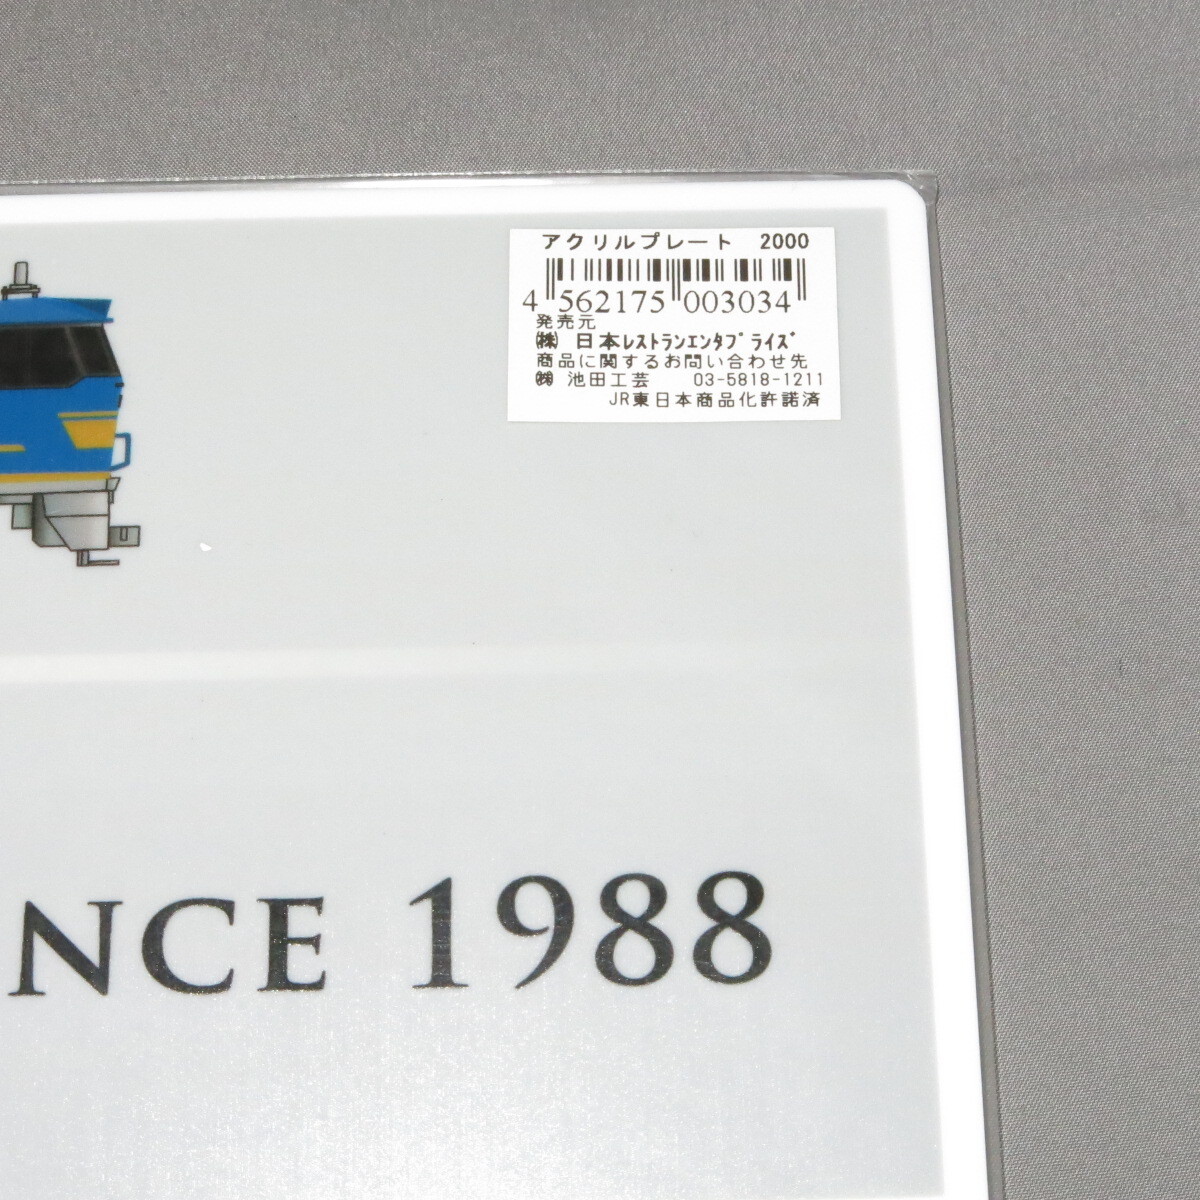 アクリルプレート 2000
4 562175 003034
発売元
㈱ 日本ﾚｽﾄﾗﾝｴﾝﾀﾌﾟﾗｲｽﾞ
商品に関するお問い合わせ先
㈱ 池田工芸 03-5818-1211
JR東日本商品化許諾済
NCE 1988